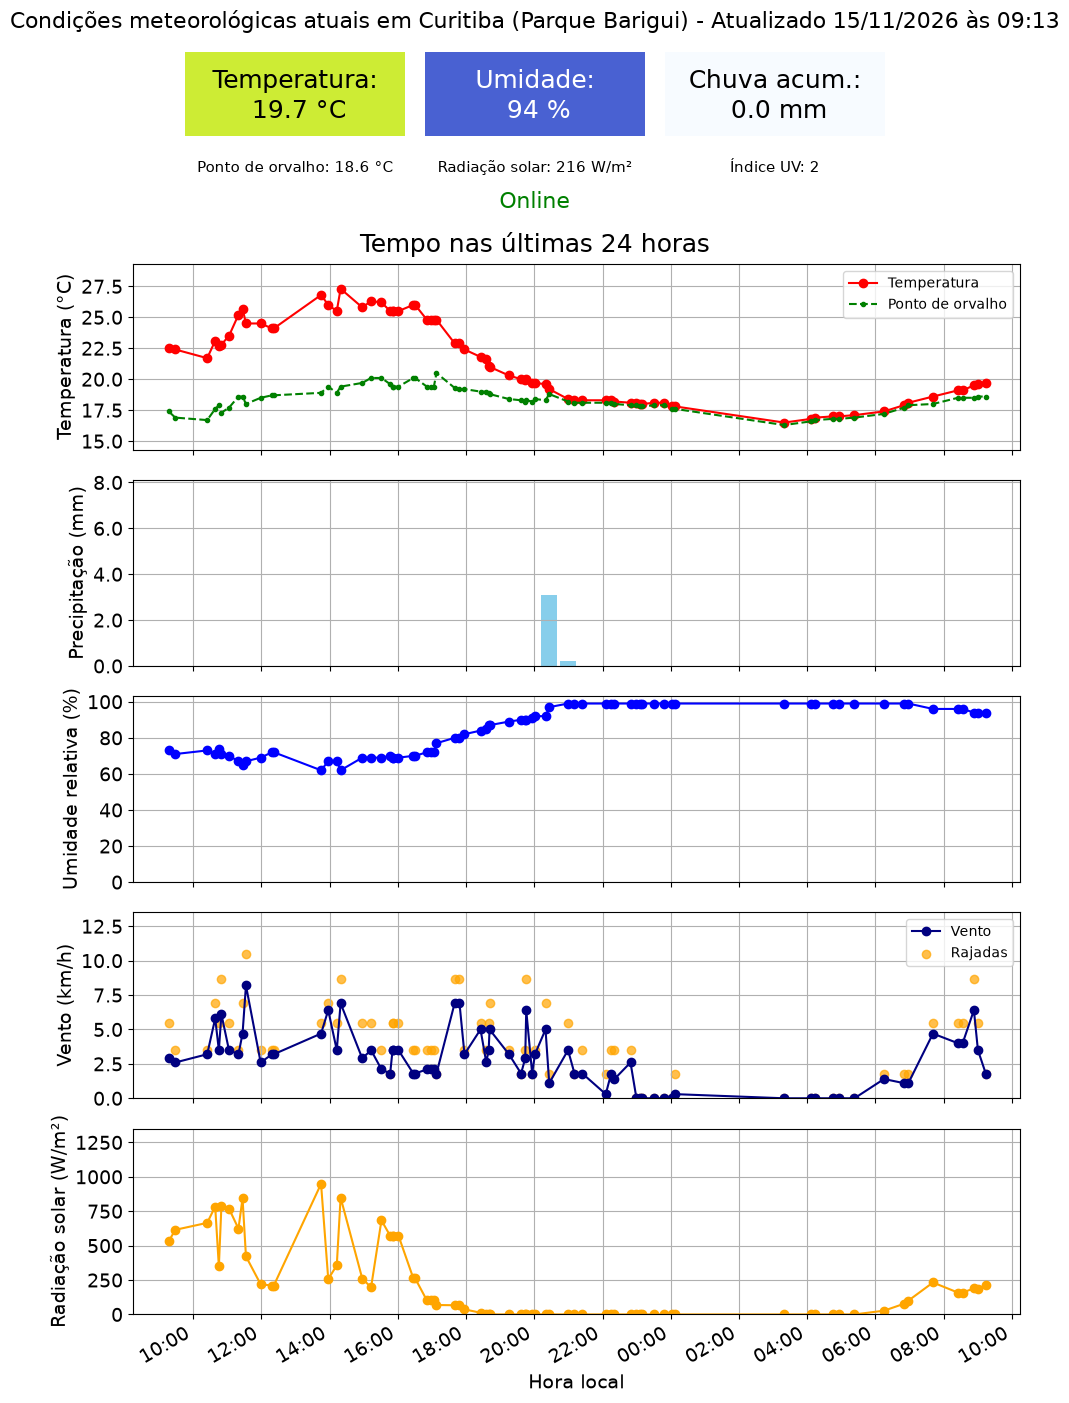 Condições meteorológicas atuais em Curitiba (Parque Barigui) - Atualizado 15/11/2026 às 09:13
Temperatura:
19.7 °C
Umidade:
94 %
Chuva acum.:
0.0 mm
Ponto de orvalho: 18.6 °C
Radiação solar: 216 W/m²
Índice UV: 2
Online
Tempo nas últimas 24 horas
Temperatura (°C)
27.5
25.0
22.5
20.0
17.5
15.0
Temperatura
Ponto de orvalho
Precipitação (mm)
8.0
6.0
4.0
2.0
0.0
Umidade relativa (%)
100
80
60
40
20
0
Vento (km/h)
12.5
10.0
7.5
5.0
2.5
0.0
Vento
Rajadas
Radiação solar (W/m²)
1250
1000
750
500
250
0
10:00
12:00
14:00
16:00
18:00
20:00
22:00
00:00
02:00
04:00
06:00
08:00
10:00
Hora local